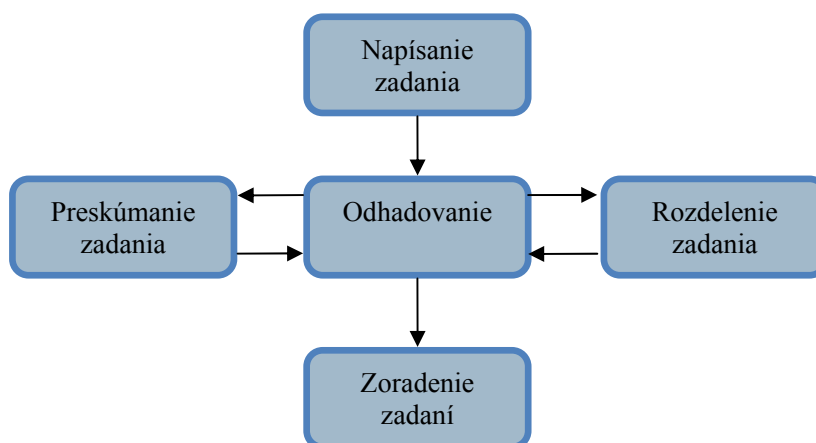 Napísanie
zadania
Preskúmanie
zadania
Odhadovanie
Rozdelenie
zadania
Zoradenie
zadaní